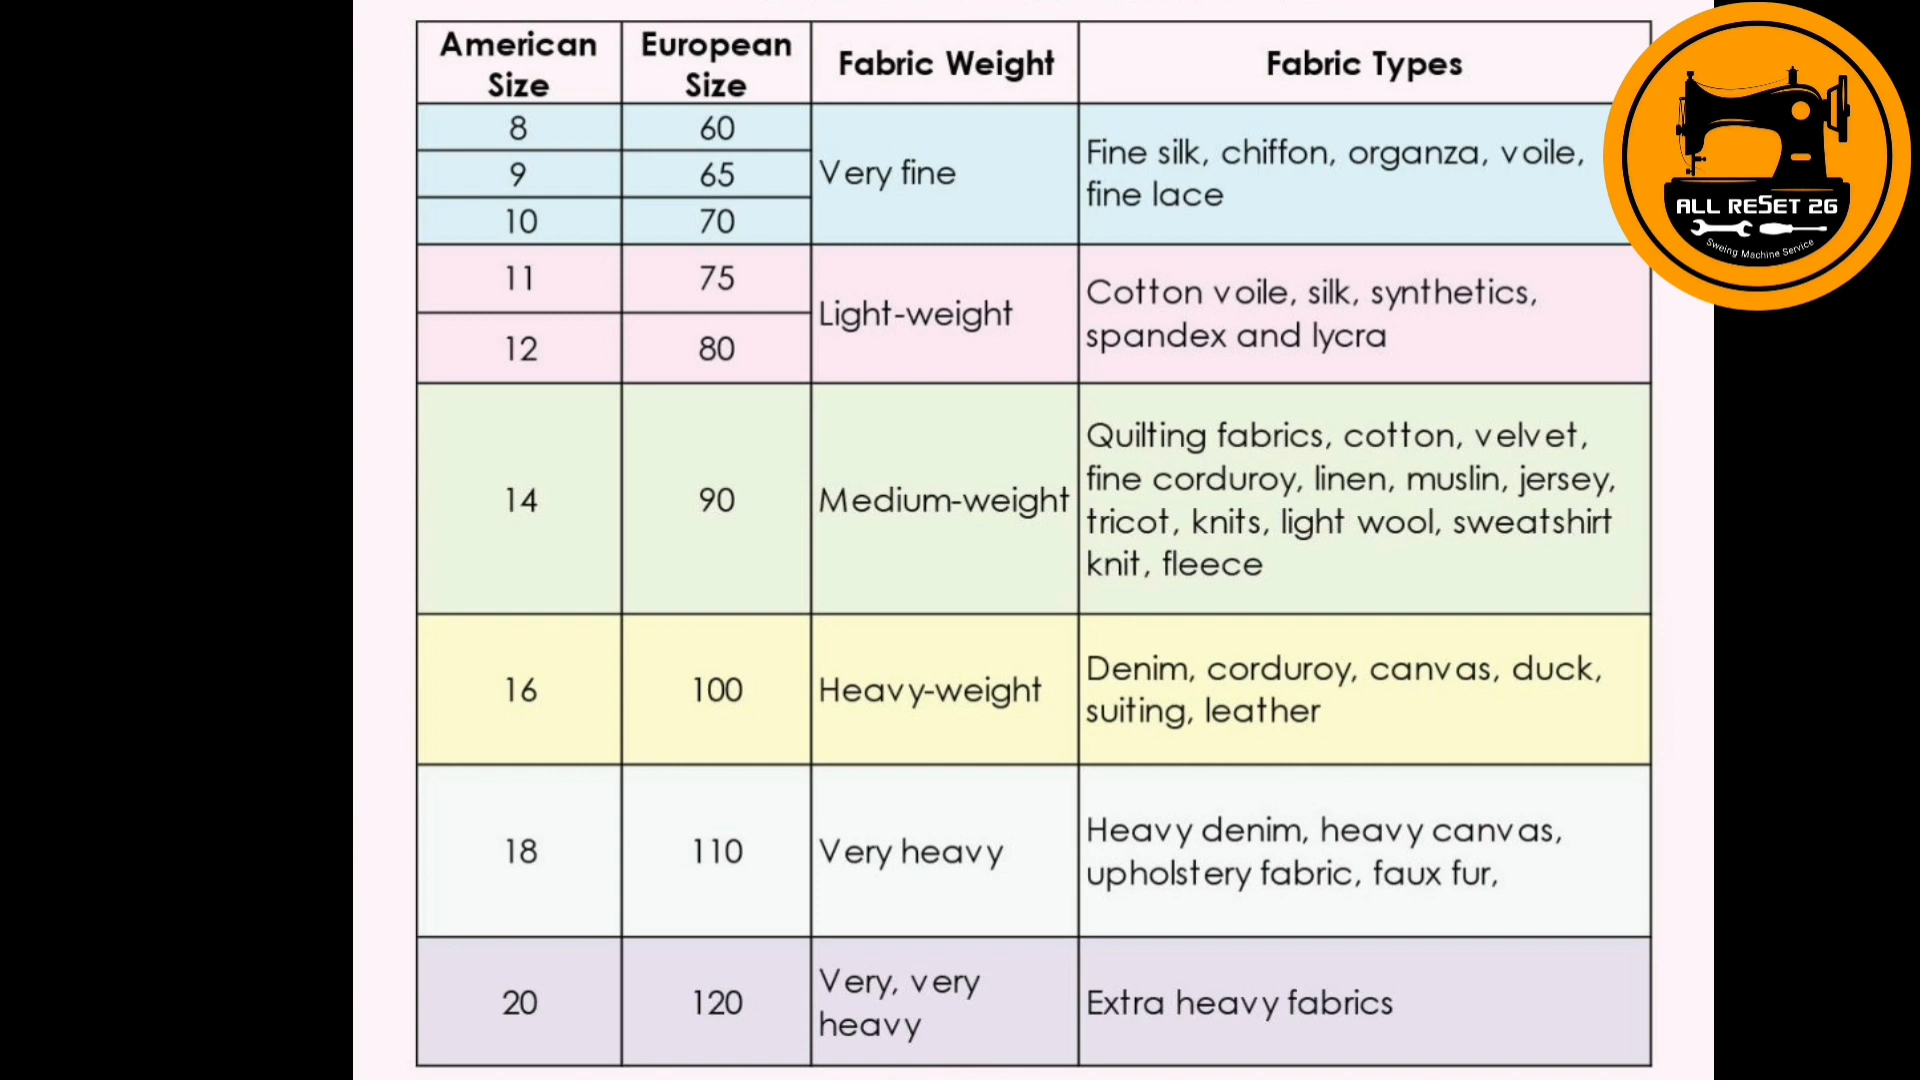 American Size
European Size
Fabric Weight
Fabric Types
8
60
9
65
10
70
Very fine
Fine silk, chiffon, organza, voile,
fine lace
11
75
12
80
Light-weight
Cotton voile, silk, synthetics,
spandex and lycra
14
90
Medium-weight
Quilting fabrics, cotton, velvet,
fine corduroy, linen, muslin, jersey,
tricot, knits, light wool, sweatshirt
knit, fleece
16
100
Heavy-weight
Denim, corduroy, canvas, duck,
suiting, leather
18
110
Very heavy
Heavy denim, heavy canvas,
upholstery fabric, faux fur,
20
120
Very, very
heavy
Extra heavy fabrics
ALL RESET 2G
Sweing Machine Service